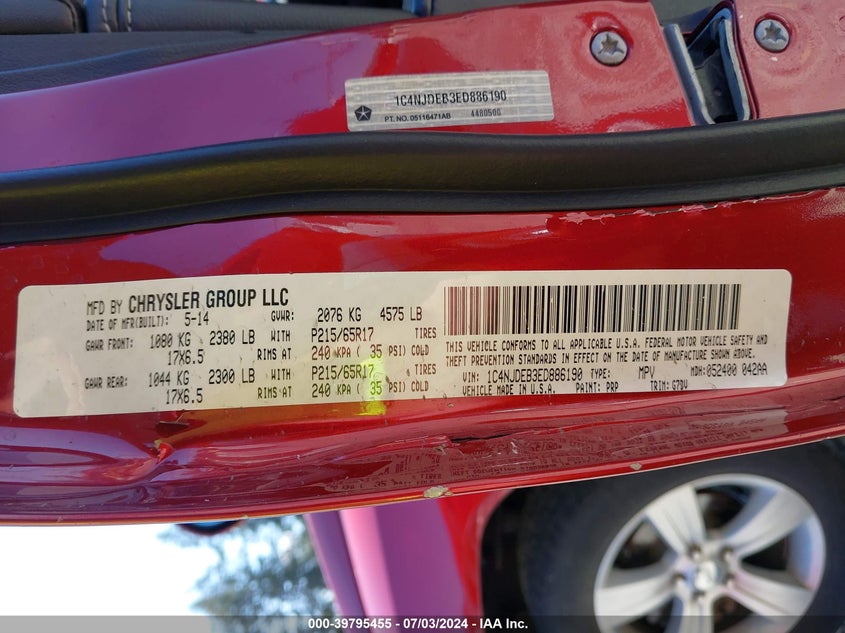 1C4NJDEB3ED886190
PT. NO. 05116471AB 4480500
MFD BY CHRYSLER GROUP LLC
DATE OF MFR(BUILT): 5-14 GVWR: 2076 KG 4575 LB
GAWR FRONT: 1080 KG 2380 LB WITH P215/65R17 TIRES
17X6.5 RIMS AT 240 KPA ( 35 PSI) COLD
GAWR REAR: 1044 KG 2300 LB WITH P215/65R17 TIRES
17X6.5 RIMS AT 240 KPA ( 35 PSI) COLD
THIS VEHICLE CONFORMS TO ALL APPLICABLE U.S.A. FEDERAL MOTOR VEHICLE SAFETY AND
THEFT PREVENTION STANDARDS IN EFFECT ON THE DATE OF MANUFACTURE SHOWN ABOVE.
VIN: 1C4NJDEB3ED886190 TYPE: MPV MDH: 052400 042AA
VEHICLE MADE IN U.S.A. PAINT: PRP TRIM: G7DV
000-39795455 - 07/03/2024 - IAA Inc.